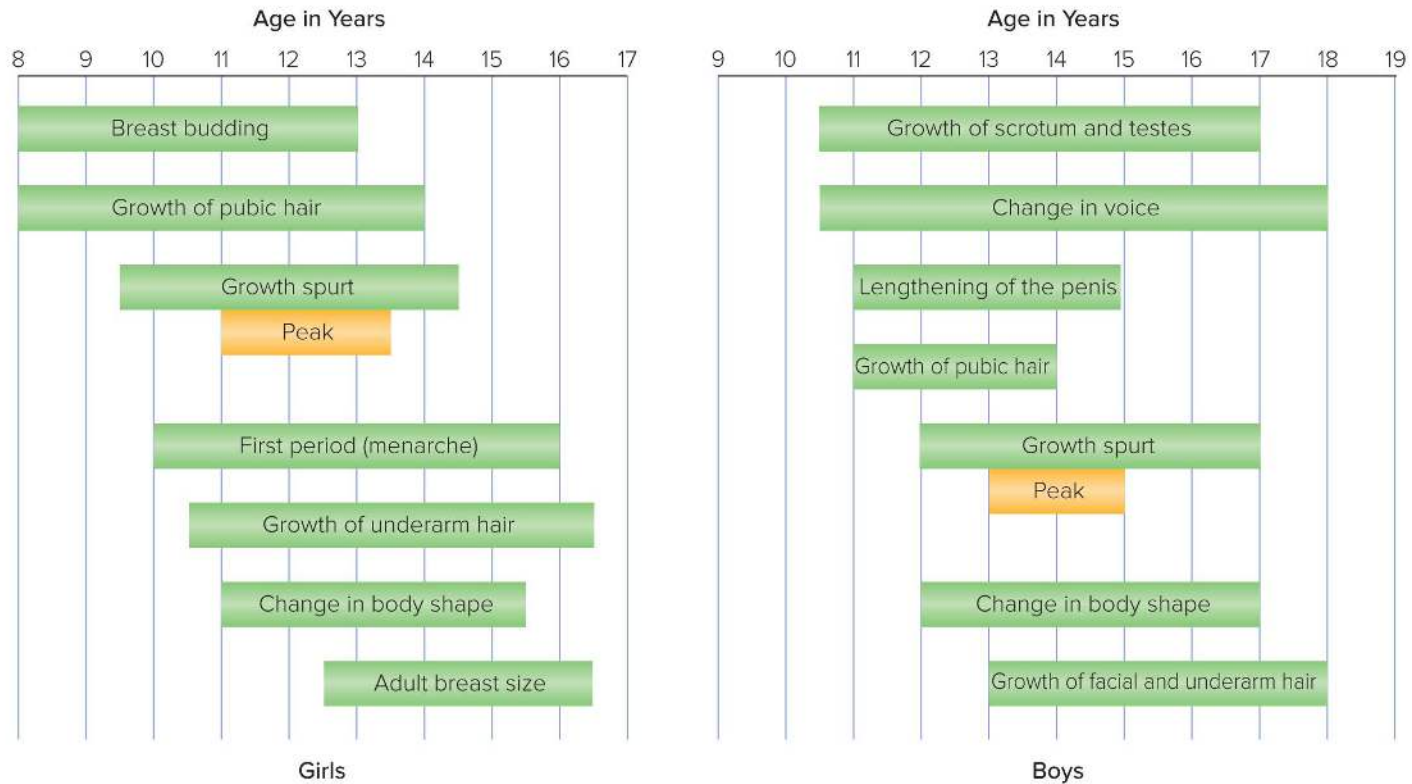 Age in Years
8 9 10 11 12 13 14 15 16 17
Breast budding
Growth of pubic hair
Growth spurt
Peak
First period (menarche)
Growth of underarm hair
Change in body shape
Adult breast size
Girls
Age in Years
9 10 11 12 13 14 15 16 17 18 19
Growth of scrotum and testes
Change in voice
Lengthening of the penis
Growth of pubic hair
Growth spurt
Peak
Change in body shape
Growth of facial and underarm hair
Boys